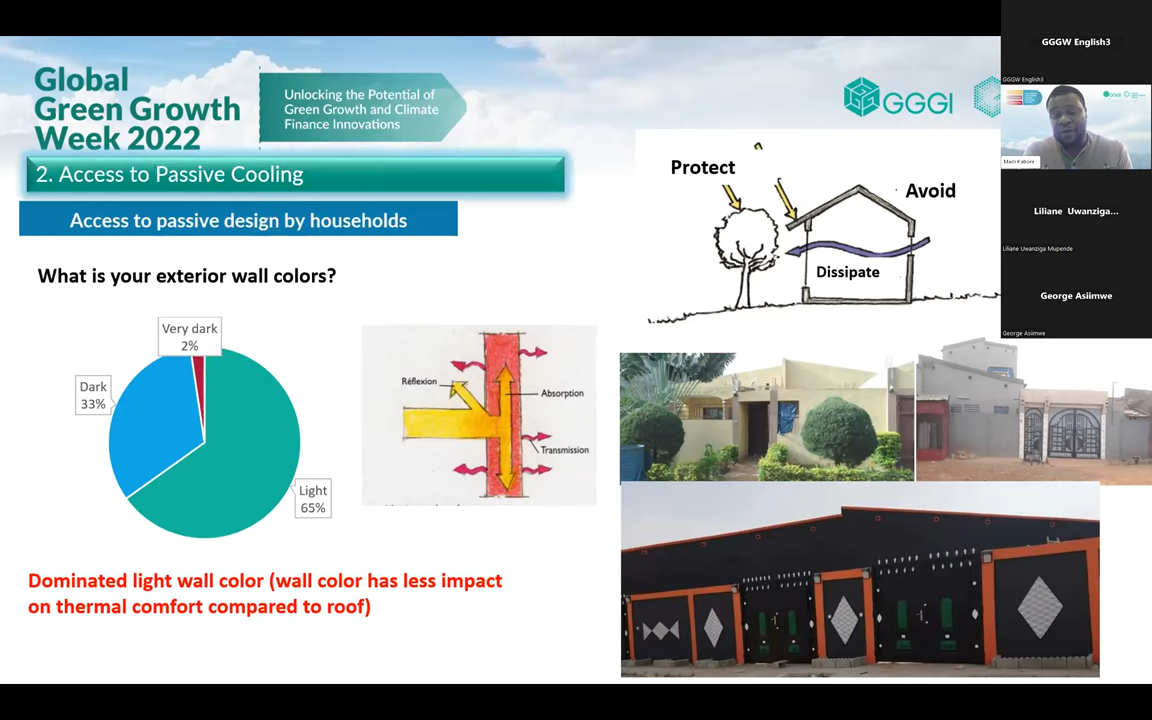 Global
Green Growth
Week 2022
Unlocking the Potential of
Green Growth and Climate
Finance Innovations
GGGI
2. Access to Passive Cooling
Access to passive design by households
What is your exterior wall colors?
Very dark
2%
Dark
33%
Light
65%
Réflexion
Absorption
Transmission
Dominated light wall color (wall color has less impact
on thermal comfort compared to roof)
Protect
Avoid
Dissipate
GGGW English3
GGGW English3
GGGI
Madi Kabore
Liliane Uwanziga...
Liliane Uwanziga Mupende
George Asiimwe
George Asiimwe